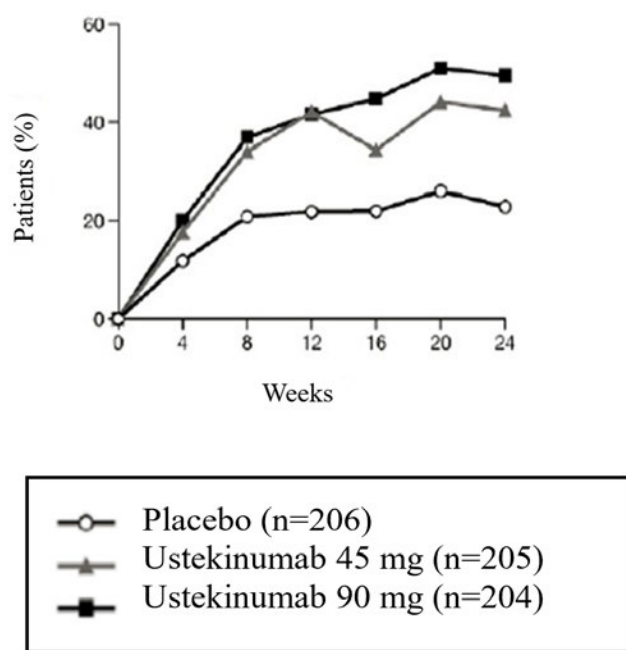 60
40
20
0
Patients (%)
0 4 8 12 16 20 24
Weeks
Placebo (n=206)
Ustekinumab 45 mg (n=205)
Ustekinumab 90 mg (n=204)